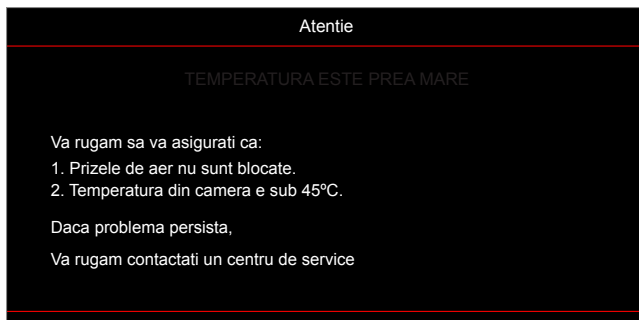 Atentie
TEMPERATURA ESTE PREA MARE
Va rugam sa va asigurati ca:
1. Prizele de aer nu sunt blocate.
2. Temperatura din camera e sub 45ºC.
Daca problema persista,
Va rugam contactati un centru de service